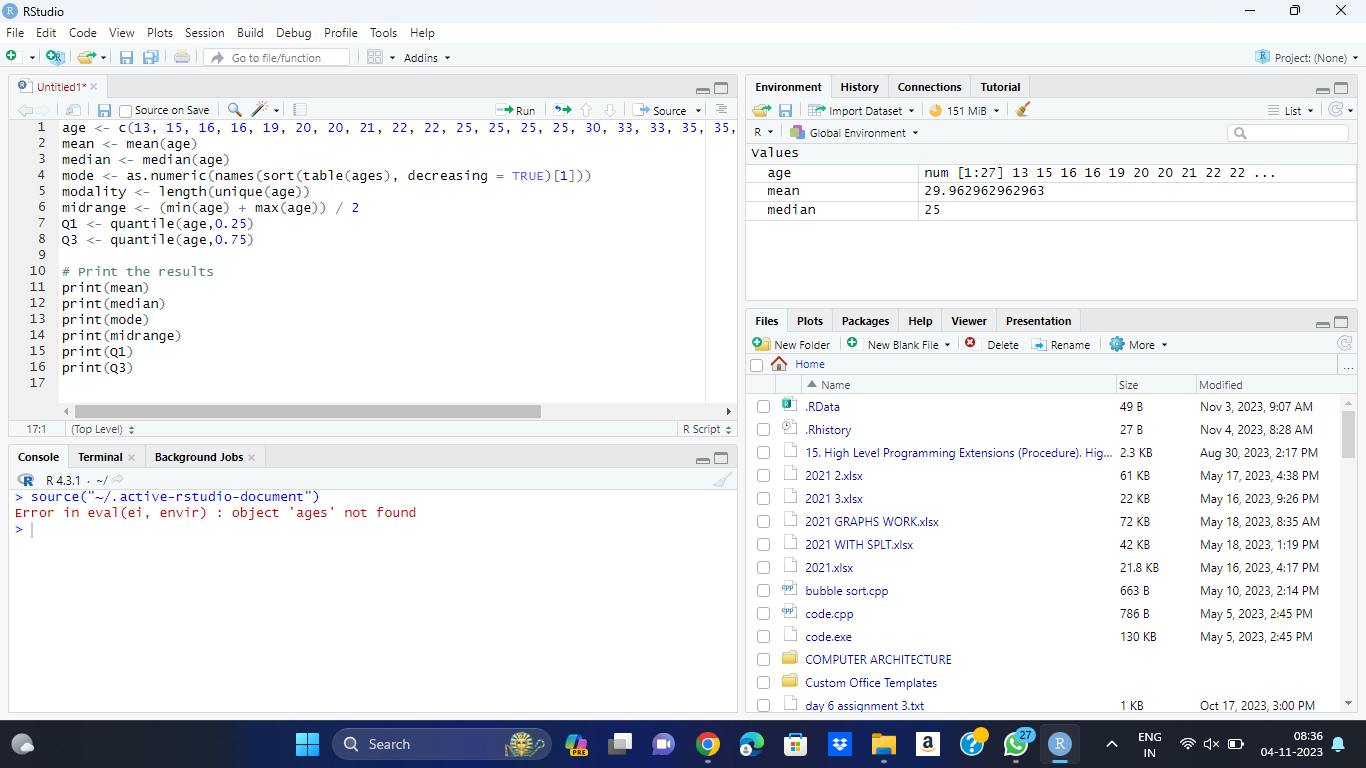 RStudio
File Edit Code View Plots Session Build Debug Profile Tools Help
Go to file/function Addins Project: (None)
Untitled1*
Source on Save Run Source
1 age <- c(13, 15, 16, 16, 19, 20, 20, 21, 22, 22, 25, 25, 25, 25, 30, 33, 33, 35, 35,
2 mean <- mean(age)
3 median <- median(age)
4 mode <- as.numeric(names(sort(table(ages), decreasing = TRUE)[1]))
5 modality <- length(unique(age))
6 midrange <- (min(age) + max(age)) / 2
7 Q1 <- quantile(age,0.25)
8 Q3 <- quantile(age,0.75)
9
10 # Print the results
11 print(mean)
12 print(median)
13 print(mode)
14 print(midrange)
15 print(Q1)
16 print(Q3)
17
17:1 (Top Level) R Script
Console Terminal Background Jobs
R 4.3.1 · ~/
> source("~/.active-rstudio-document")
Error in eval(ei, envir) : object 'ages' not found
>
Environment History Connections Tutorial
Import Dataset 151 MiB List
R Global Environment
Values
age num [1:27] 13 15 16 16 19 20 20 21 22 22 ...
mean 29.962962962963
median 25
Files Plots Packages Help Viewer Presentation
New Folder New Blank File Delete Rename More
Home ...
Name Size Modified
.RData 49 B Nov 3, 2023, 9:07 AM
.Rhistory 27 B Nov 4, 2023, 8:28 AM
15. High Level Programming Extensions (Procedure). Hig... 2.3 KB Aug 30, 2023, 2:17 PM
2021 2.xlsx 61 KB May 17, 2023, 4:38 PM
2021 3.xlsx 22 KB May 16, 2023, 9:26 PM
2021 GRAPHS WORK.xlsx 72 KB May 18, 2023, 8:35 AM
2021 WITH SPLT.xlsx 42 KB May 18, 2023, 1:19 PM
2021.xlsx 21.8 KB May 16, 2023, 4:17 PM
bubble sort.cpp 663 B May 10, 2023, 2:14 PM
code.cpp 786 B May 5, 2023, 2:45 PM
code.exe 130 KB May 5, 2023, 2:45 PM
COMPUTER ARCHITECTURE
Custom Office Templates
day 6 assignment 3.txt 1 KB Oct 17, 2023, 3:00 PM
Search PRE 27 ENG 08:36
IN 04-11-2023